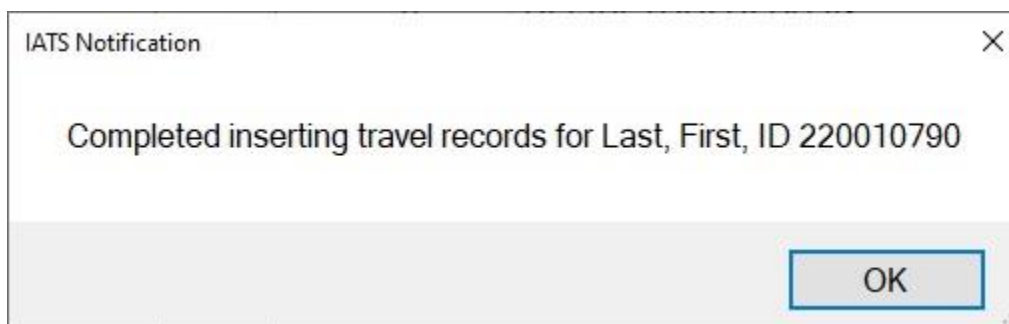 IATS Notification
Completed inserting travel records for Last, First, ID 220010790
OK